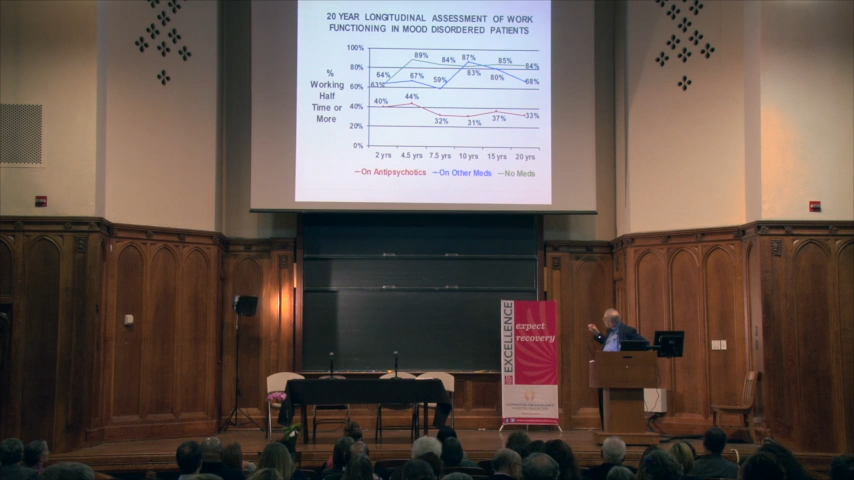 20 YEAR LONGITUDINAL ASSESSMENT OF WORK
FUNCTIONING IN MOOD DISORDERED PATIENTS
%
Working
Half
Time or
More
100%
80%
60%
40%
20%
0%
64%
89%
84%
87%
85%
84%
63%
67%
59%
83%
80%
68%
40%
44%
32%
31%
37%
33%
2 yrs
4.5 yrs
7.5 yrs
10 yrs
15 yrs
20 yrs
On Antipsychotics
On Other Meds
No Meds
EXCELLENCE
expect
recovery